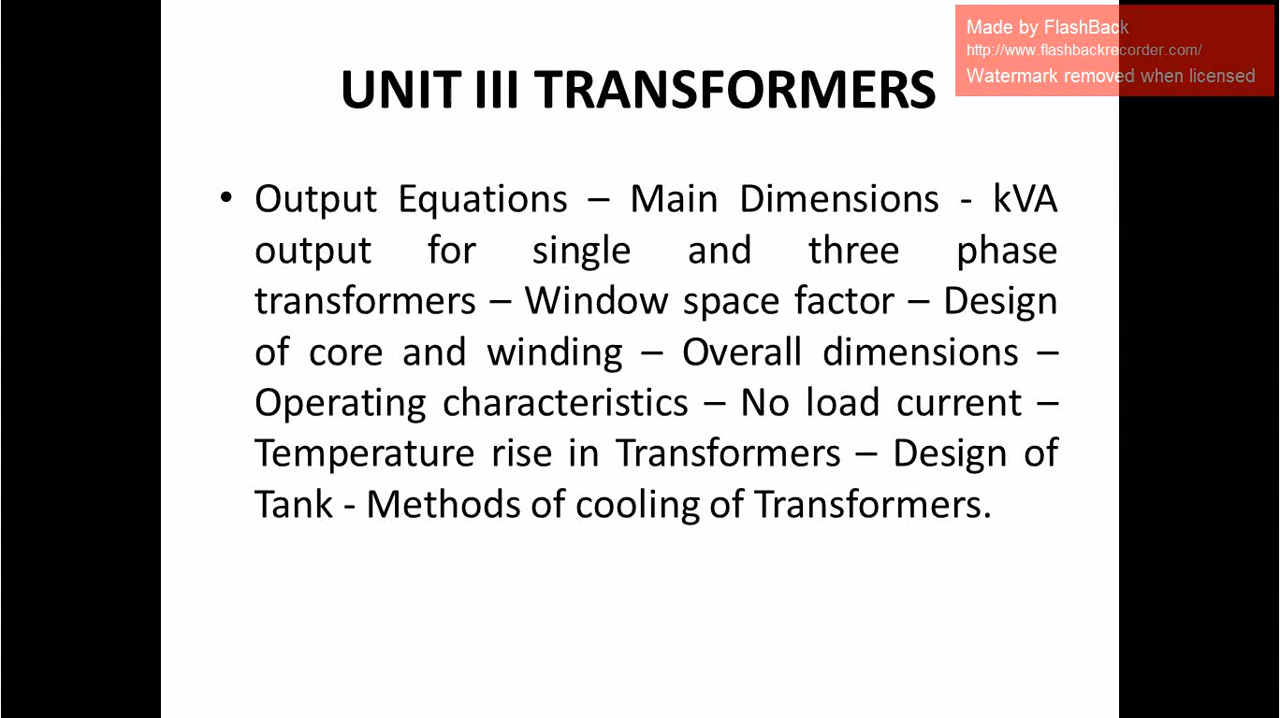 Made by FlashBack
http://www.flashbackrecorder.com/
Watermark removed when licensed
UNIT III TRANSFORMERS
• Output Equations – Main Dimensions - kVA
output for single and three phase
transformers – Window space factor – Design
of core and winding – Overall dimensions –
Operating characteristics – No load current –
Temperature rise in Transformers – Design of
Tank - Methods of cooling of Transformers.